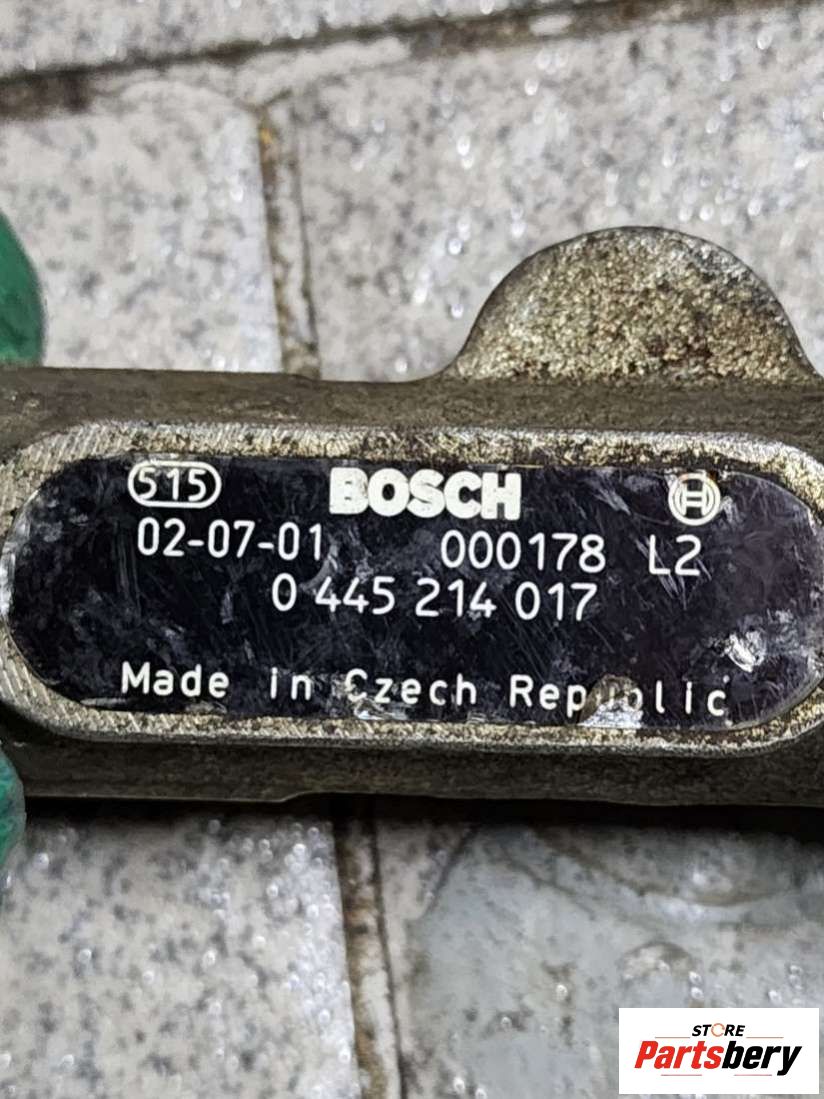 515 BOSCH
02-07-01 000178 L2
0 445 214 017
Made in Czech Republic
STORE
Partsbery